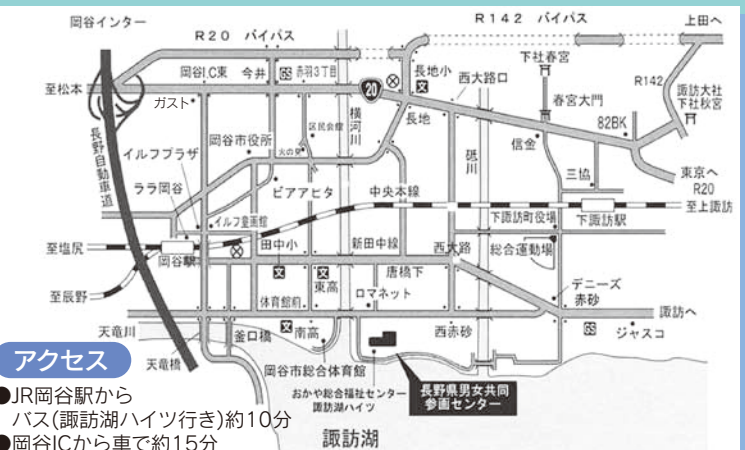 岡谷インター
R20 バイパス
R142 バイパス
上田へ
下社春宮
岡谷I.C東
今井
GS
赤羽3丁目
長地小
文
西大路口
R142
諏訪大社
下社秋宮
至松本
20
ガスト
横河川
長地
春宮大門
82BK
長野自動車道
岡谷市役所
区民会館
火の見
砥川
信金
イルフプラザ
三協
東京へ
R20
ララ岡谷
ピアアピタ
中央本線
至上諏訪
イルフ童画館
下諏訪町役場
下諏訪駅
至塩尻
岡谷駅
田中小
新田中線
西大路
総合運動場
文
東高
文
唐橋下
至辰野
体育館前
ロマネット
デニーズ
赤砂
諏訪へ
天竜川
釜口橋
文
南高
西赤砂
GS
ジャスコ
天竜橋
岡谷市総合体育館
おかや総合福祉センター
諏訪湖ハイツ
長野県男女共同
参画センター
諏訪湖
アクセス
●JR岡谷駅から
バス(諏訪湖ハイツ行き)約10分
●岡谷ICから車で約15分